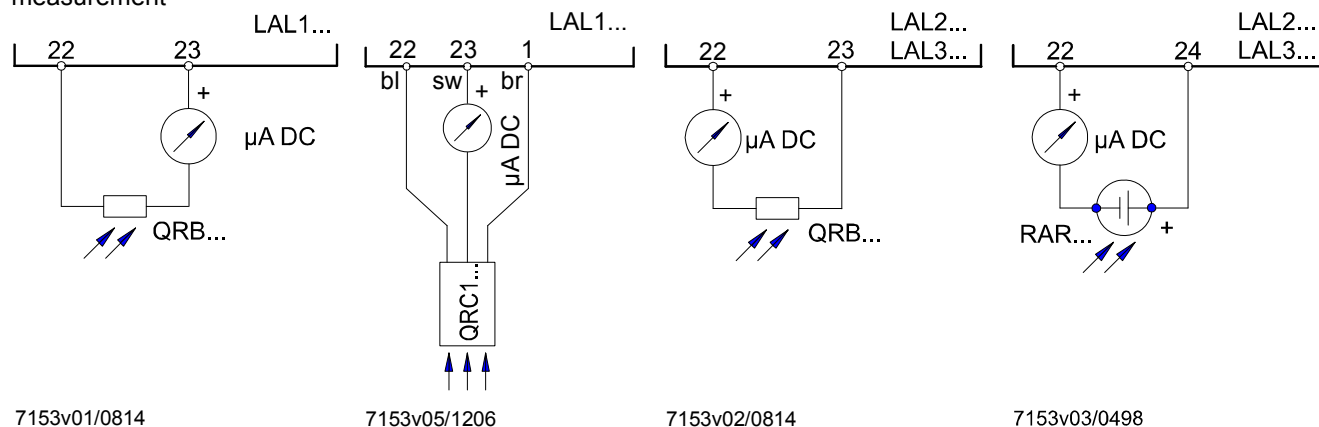 measurement
LAL1...
22 23
+
µA DC
QRB...
7153v01/0814
LAL1...
22 23 1
bl sw br
+
µA DC
QRC1...
7153v05/1206
LAL2...
22 23 LAL3...
+
µA DC
QRB...
7153v02/0814
LAL2...
22 24 LAL3...
+
µA DC
RAR...
+
7153v03/0498